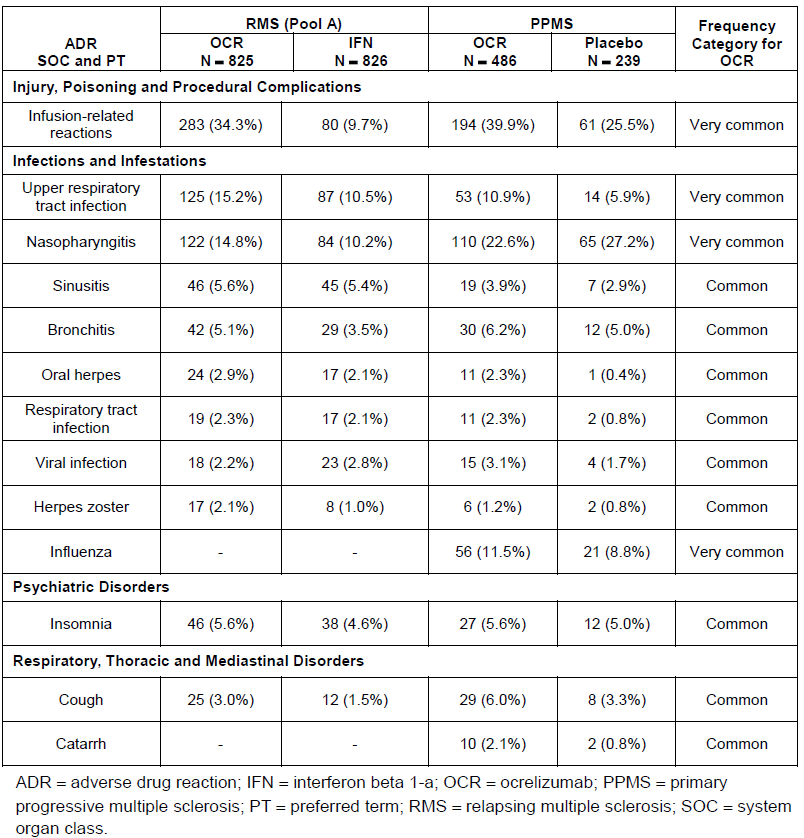 ADR SOC and PT | RMS (Pool A) | PPMS | Frequency Category for OCR
OCR N = 825 | IFN N = 826 | OCR N = 486 | Placebo N = 239
Injury, Poisoning and Procedural Complications
Infusion-related reactions | 283 (34.3%) | 80 (9.7%) | 194 (39.9%) | 61 (25.5%) | Very common
Infections and Infestations
Upper respiratory tract infection | 125 (15.2%) | 87 (10.5%) | 53 (10.9%) | 14 (5.9%) | Very common
Nasopharyngitis | 122 (14.8%) | 84 (10.2%) | 110 (22.6%) | 65 (27.2%) | Very common
Sinusitis | 46 (5.6%) | 45 (5.4%) | 19 (3.9%) | 7 (2.9%) | Common
Bronchitis | 42 (5.1%) | 29 (3.5%) | 30 (6.2%) | 12 (5.0%) | Common
Oral herpes | 24 (2.9%) | 17 (2.1%) | 11 (2.3%) | 1 (0.4%) | Common
Respiratory tract infection | 19 (2.3%) | 17 (2.1%) | 11 (2.3%) | 2 (0.8%) | Common
Viral infection | 18 (2.2%) | 23 (2.8%) | 15 (3.1%) | 4 (1.7%) | Common
Herpes zoster | 17 (2.1%) | 8 (1.0%) | 6 (1.2%) | 2 (0.8%) | Common
Influenza | - | - | 56 (11.5%) | 21 (8.8%) | Very common
Psychiatric Disorders
Insomnia | 46 (5.6%) | 38 (4.6%) | 27 (5.6%) | 12 (5.0%) | Common
Respiratory, Thoracic and Mediastinal Disorders
Cough | 25 (3.0%) | 12 (1.5%) | 29 (6.0%) | 8 (3.3%) | Common
Catarrh | - | - | 10 (2.1%) | 2 (0.8%) | Common
ADR = adverse drug reaction; IFN = interferon beta 1-a; OCR = ocrelizumab; PPMS = primary
progressive multiple sclerosis; PT = preferred term; RMS = relapsing multiple sclerosis; SOC = system
organ class.